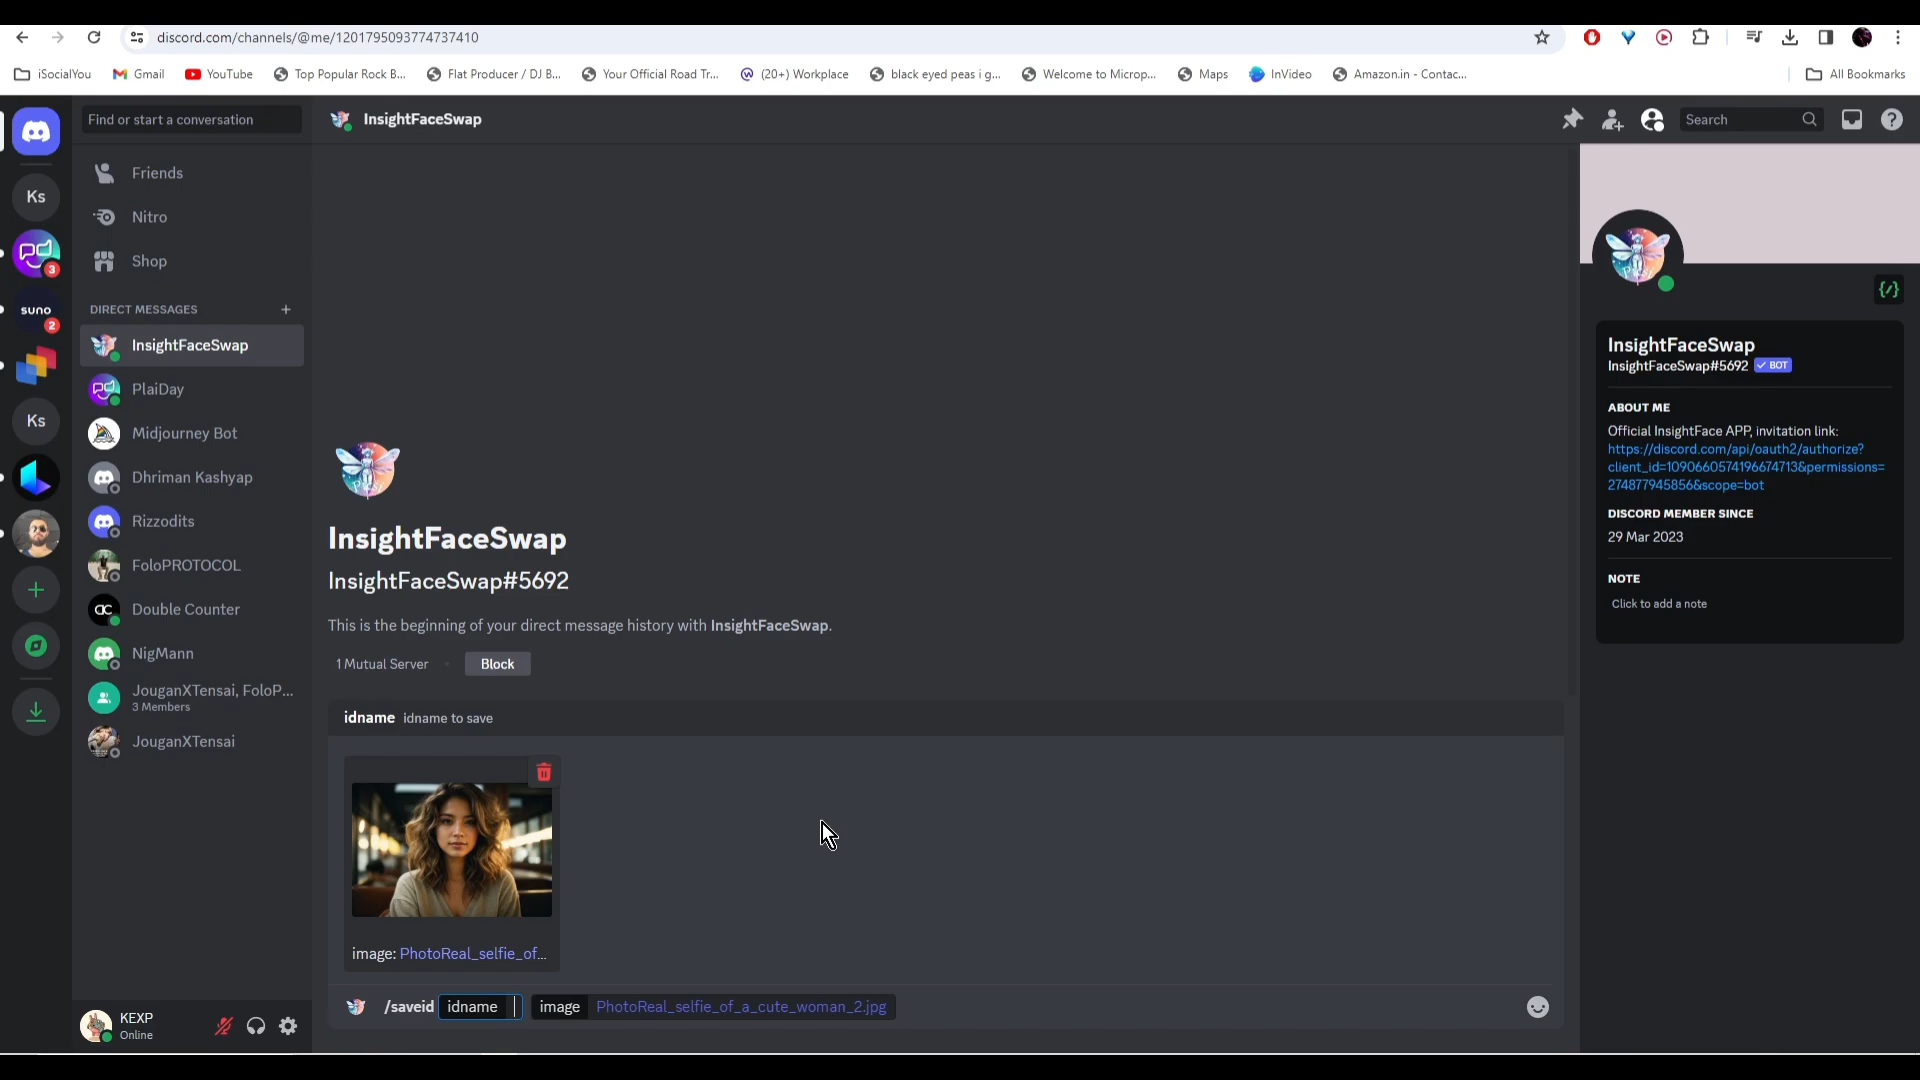 discord.com/channels/@me/1201795093774737410
iSocialYou
Gmail
YouTube
Top Popular Rock B...
Flat Producer / DJ B...
Your Official Road Tr...
(20+) Workplace
black eyed peas i g...
Welcome to Microp...
Maps
InVideo
Amazon.in - Contac...
All Bookmarks
Find or start a conversation
InsightFaceSwap
Search
Ks
3
suno
2
Ks
Friends
Nitro
Shop
DIRECT MESSAGES
InsightFaceSwap
PlaiDay
Midjourney Bot
Dhriman Kashyap
Rizzodits
FoloPROTOCOL
Double Counter
NigMann
JouganXTensai, FoloP...
3 Members
JouganXTensai
KEXP
Online
InsightFaceSwap
InsightFaceSwap#5692
This is the beginning of your direct message history with InsightFaceSwap.
1 Mutual Server
Block
idname idname to save
image: PhotoReal_selfie_of...
/saveid idname image PhotoReal_selfie_of_a_cute_woman_2.jpg
InsightFaceSwap
InsightFaceSwap#5692 BOT
ABOUT ME
Official InsightFace APP, invitation link:
https://discord.com/api/oauth2/authorize?
client_id=1090660574196674713&permissions=
274877945856&scope=bot
DISCORD MEMBER SINCE
29 Mar 2023
NOTE
Click to add a note